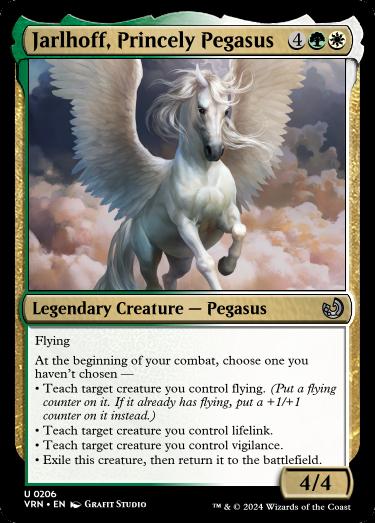 Jarlhoff, Princely Pegasus 4
Legendary Creature — Pegasus
Flying
At the beginning of your combat, choose one you
haven't chosen —
• Teach target creature you control flying. (Put a flying
counter on it. If it already has flying, put a +1/+1
counter on it instead.)
• Teach target creature you control lifelink.
• Teach target creature you control vigilance.
• Exile this creature, then return it to the battlefield.
4/4
U 0206
VRN • EN Grafit Studio
™ & © 2024 Wizards of the Coast